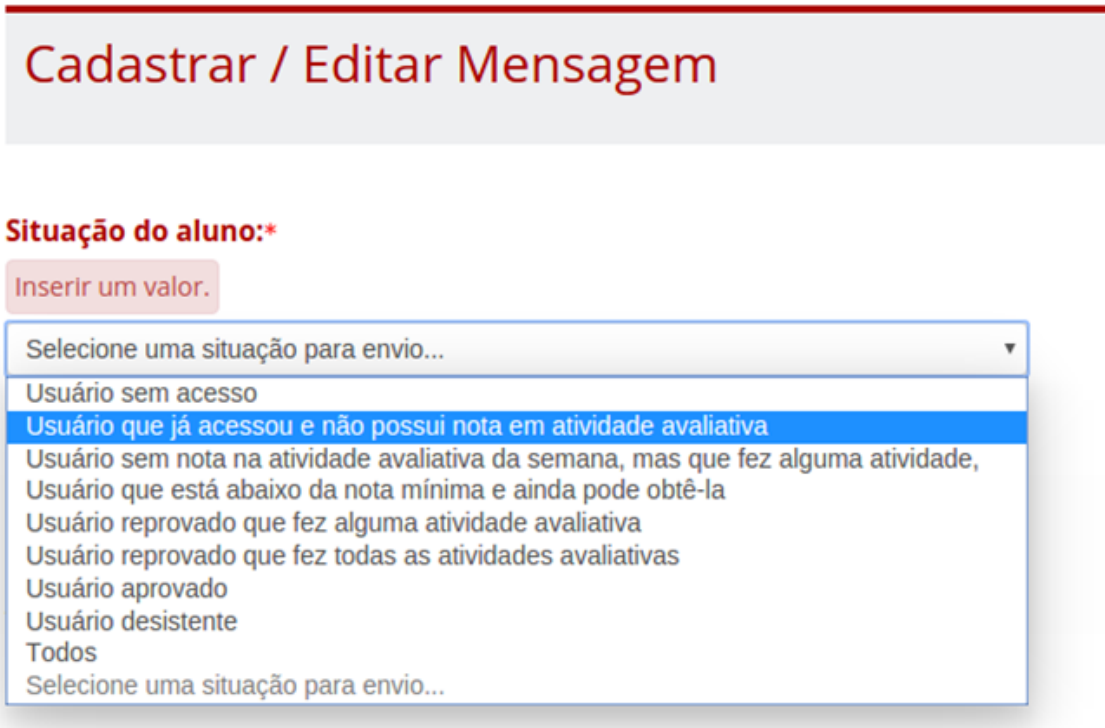 Cadastrar / Editar Mensagem
Situação do aluno:*
Inserir um valor.
Selecione uma situação para envio...
Usuário sem acesso
Usuário que já acessou e não possui nota em atividade avaliativa
Usuário sem nota na atividade avaliativa da semana, mas que fez alguma atividade,
Usuário que está abaixo da nota mínima e ainda pode obtê-la
Usuário reprovado que fez alguma atividade avaliativa
Usuário reprovado que fez todas as atividades avaliativas
Usuário aprovado
Usuário desistente
Todos
Selecione uma situação para envio...